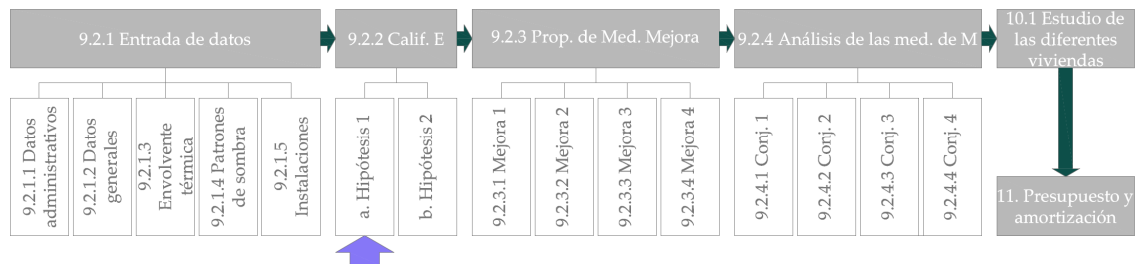 9.2.1 Entrada de datos
9.2.2 Calif. E
9.2.3 Prop. de Med. Mejora
9.2.4 Análisis de las med. de M
10.1 Estudio de
las diferentes
viviendas
9.2.1.1 Datos
administrativos
9.2.1.2 Datos
generales
9.2.1.3
Envolvente
térmica
9.2.1.4 Patrones
de sombra
9.2.1.5
Instalaciones
a. Hipótesis 1
b. Hipótesis 2
9.2.3.1 Mejora 1
9.2.3.2 Mejora 2
9.2.3.3 Mejora 3
9.2.3.4 Mejora 4
9.2.4.1 Conj. 1
9.2.4.2 Conj. 2
9.2.4.3 Conj. 3
9.2.4.4 Conj. 4
11. Presupuesto y
amortización